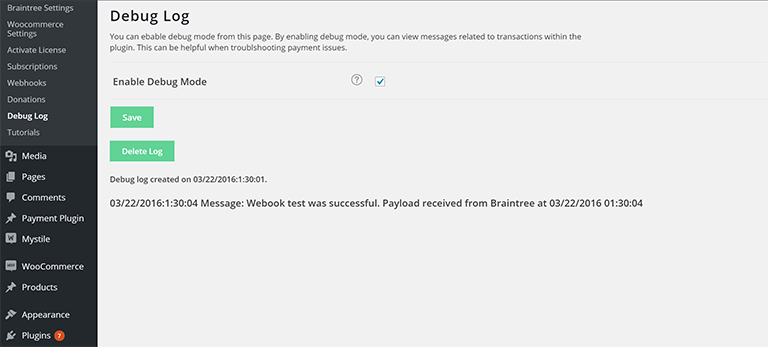 Braintree Settings
Woocommerce
Settings
Activate License
Subscriptions
Webhooks
Donations
Debug Log
Tutorials
Media
Pages
Comments
Payment Plugin
Mystile
WooCommerce
Products
Appearance
Plugins 7
Debug Log
You can ebable debug mode from this page. By enabling debug mode, you can view messages related to transactions within the
plugin. This can be helpful when troublshooting payment issues.
Enable Debug Mode ?
Save
Delete Log
Debug log created on 03/22/2016:1:30:01.
03/22/2016:1:30:04 Message: Webook test was successful. Payload received from Braintree at 03/22/2016 01:30:04